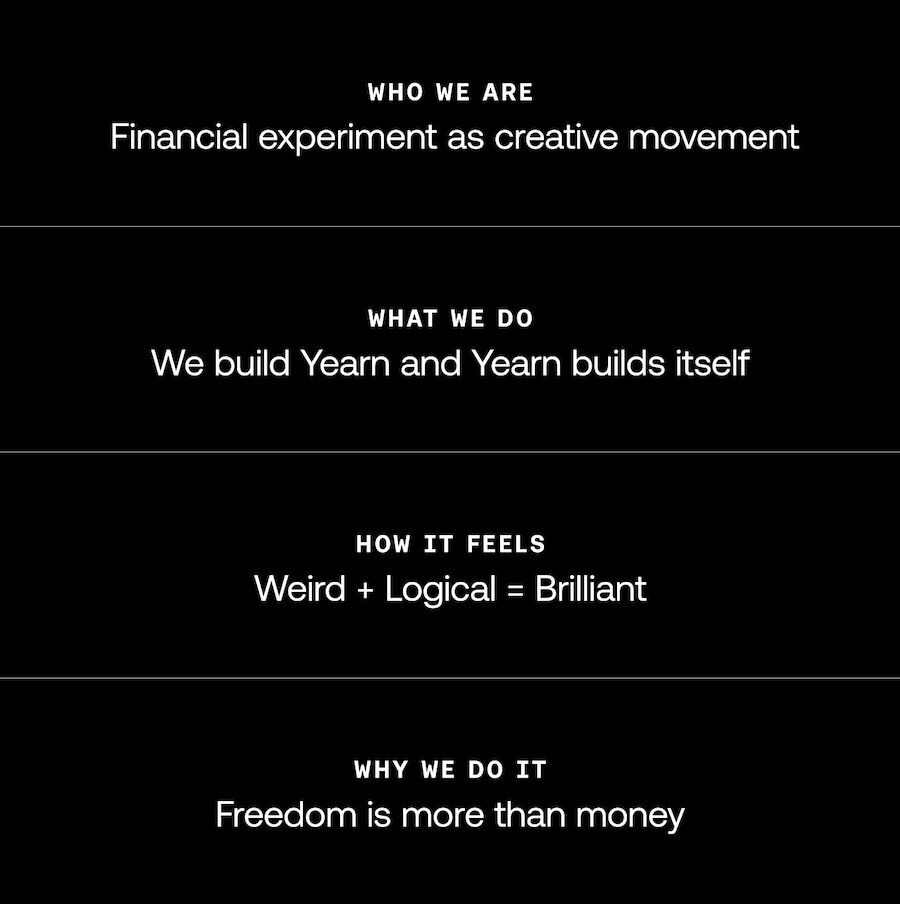 WHO WE ARE
Financial experiment as creative movement
WHAT WE DO
We build Yearn and Yearn builds itself
HOW IT FEELS
Weird + Logical = Brilliant
WHY WE DO IT
Freedom is more than money